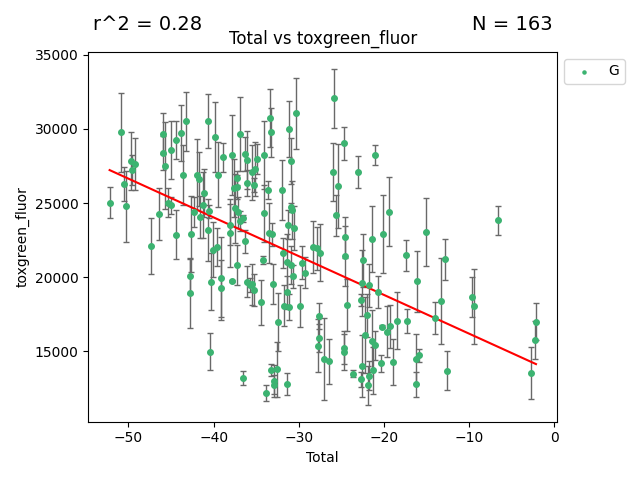 r^2 = 0.28
N = 163
Total vs toxgreen_fluor
G
toxgreen_fluor
35000
30000
25000
20000
15000
−50
−40
−30
−20
−10
0
Total